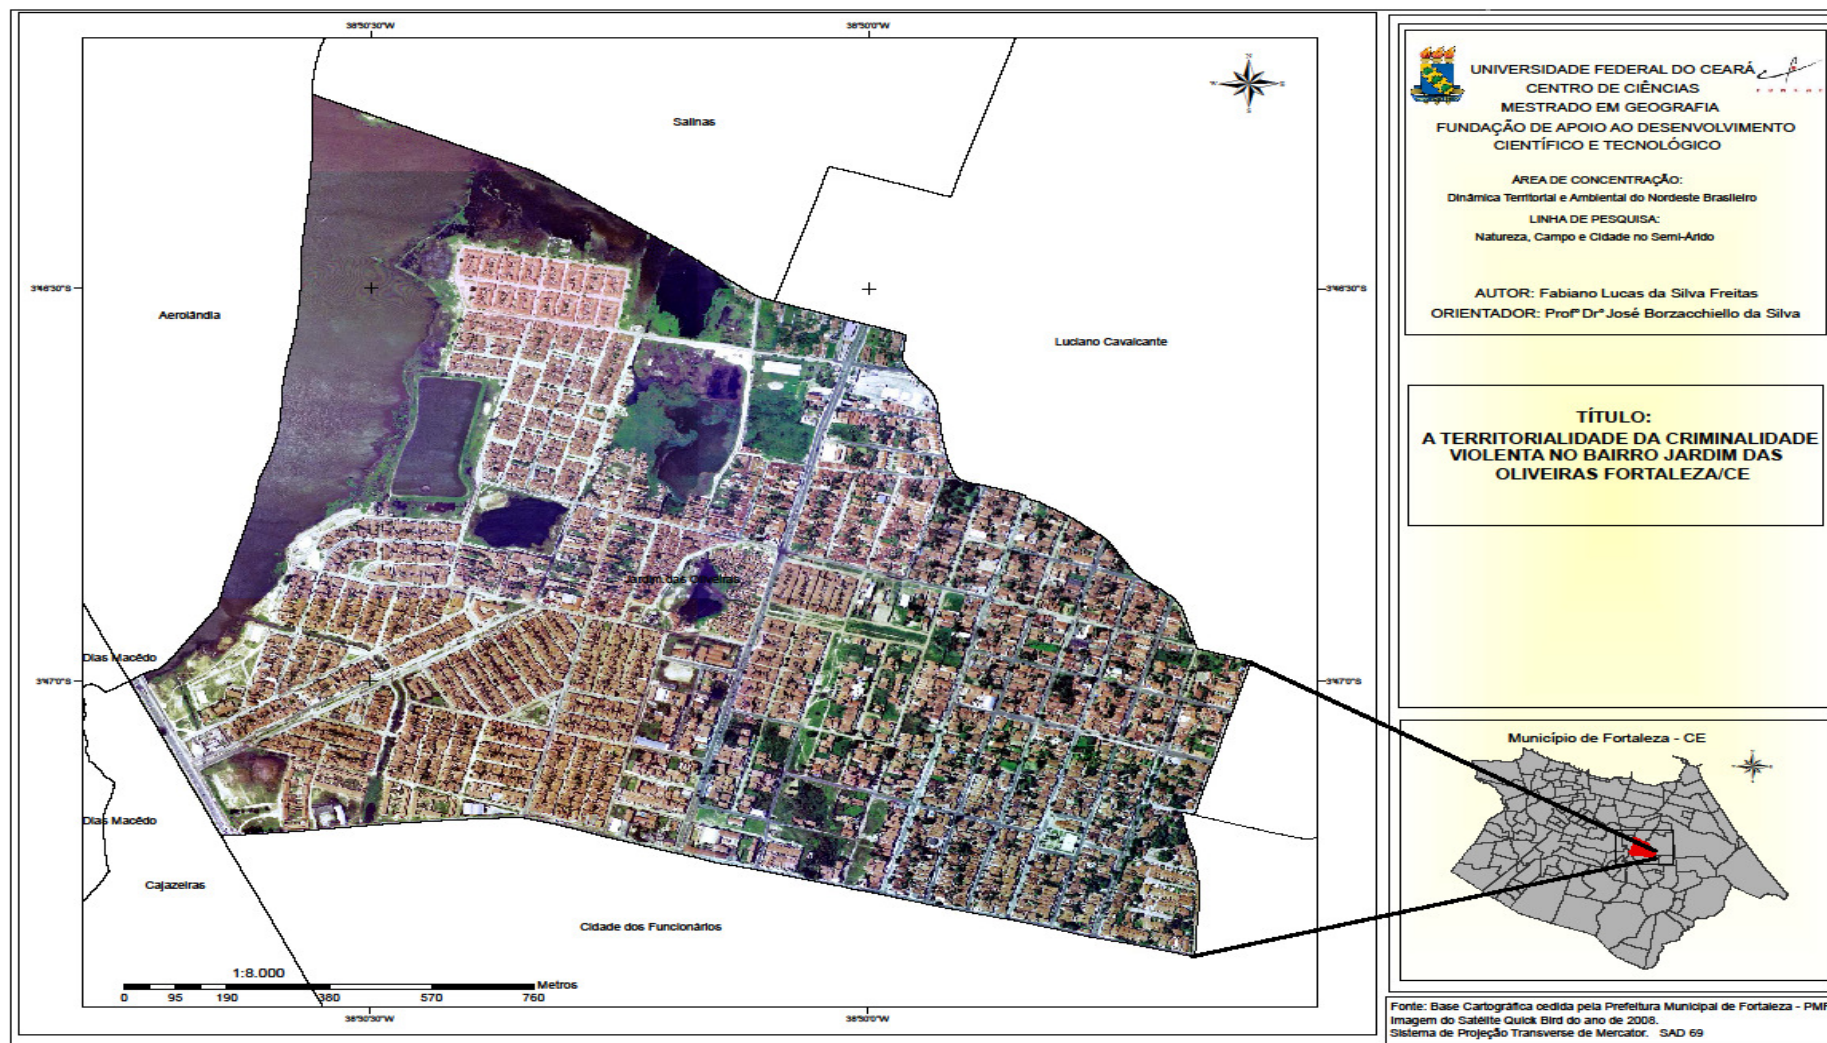 38°30'30"W
38°30'0"W
Salinas
3°46'30"S
3°46'30"S
Aerolândia
Luciano Cavalcante
Jardim das Oliveiras
Dias Macêdo
3°47'0"S
3°47'0"S
Dias Macêdo
Cajazeiras
Cidade dos Funcionários
1:8.000
Metros
0 95 190 380 570 760
38°30'30"W
38°30'0"W
N
W
E
S
UNIVERSIDADE FEDERAL DO CEARÁ
CENTRO DE CIÊNCIAS
MESTRADO EM GEOGRAFIA
FUNDAÇÃO DE APOIO AO DESENVOLVIMENTO
CIENTÍFICO E TECNOLÓGICO
ÁREA DE CONCENTRAÇÃO:
Dinâmica Territorial e Ambiental do Nordeste Brasileiro
LINHA DE PESQUISA:
Natureza, Campo e Cidade no Semi-Árido
AUTOR: Fabiano Lucas da Silva Freitas
ORIENTADOR: Profº Drº José Borzacchiello da Silva
TÍTULO:
A TERRITORIALIDADE DA CRIMINALIDADE
VIOLENTA NO BAIRRO JARDIM DAS
OLIVEIRAS FORTALEZA/CE
Município de Fortaleza - CE
Fonte: Base Cartográfica cedida pela Prefeitura Municipal de Fortaleza - PMF
Imagem do Satélite Quick Bird do ano de 2008.
Sistema de Projeção Transverse de Mercator. SAD 69